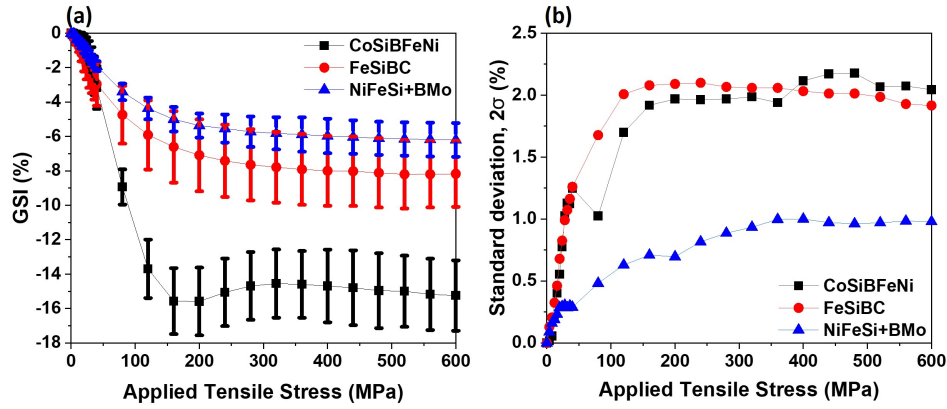 (a)
CoSiBFeNi
FeSiBC
NiFeSi+BMo
GSI (%)
0
-2
-4
-6
-8
-10
-12
-14
-16
-18
0 100 200 300 400 500 600
Applied Tensile Stress (MPa)
(b)
Standard deviation, 2σ (%)
2.5
2.0
1.5
1.0
0.5
0.0
CoSiBFeNi
FeSiBC
NiFeSi+BMo
0 100 200 300 400 500 600
Applied Tensile Stress (MPa)